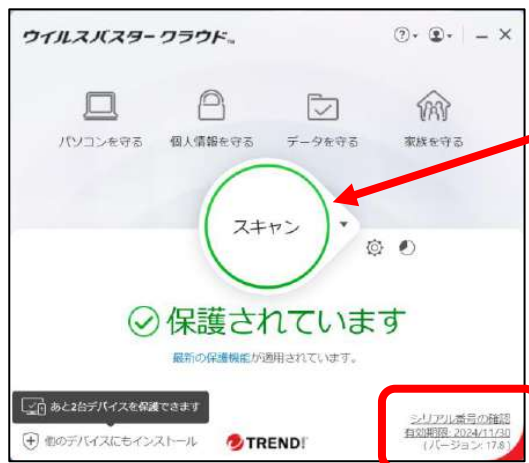 ウイルスバスター クラウド™
パソコンを守る 個人情報を守る データを守る 家族を守る
スキャン
保護されています
最新の保護機能が適用されています。
あと2台デバイスを保護できます
シリアル番号の確認
有効期限: 2024/11/30
(バージョン: 17.8)
他のデバイスにもインストール
TREND